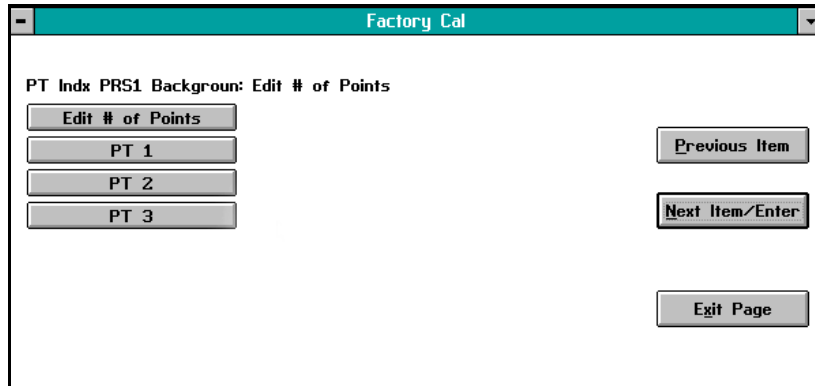 Factory Cal
PT Indx PRS1 Backgroun: Edit # of Points
Edit # of Points
PT 1
PT 2
PT 3
Previous Item
Next Item/Enter
Exit Page